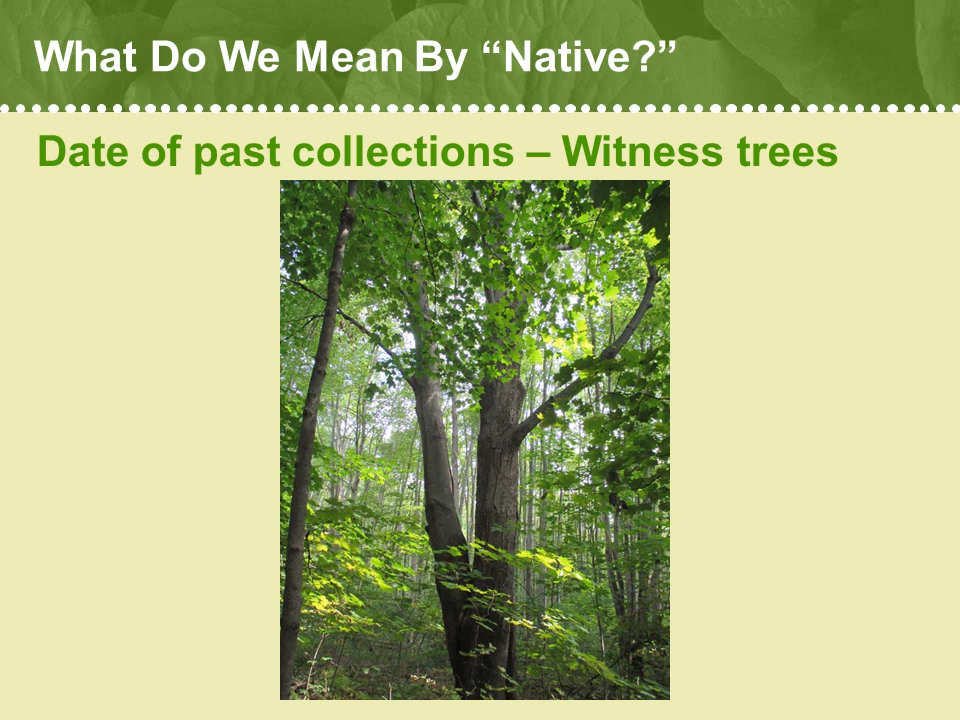 What Do We Mean By “Native?”
Date of past collections – Witness trees